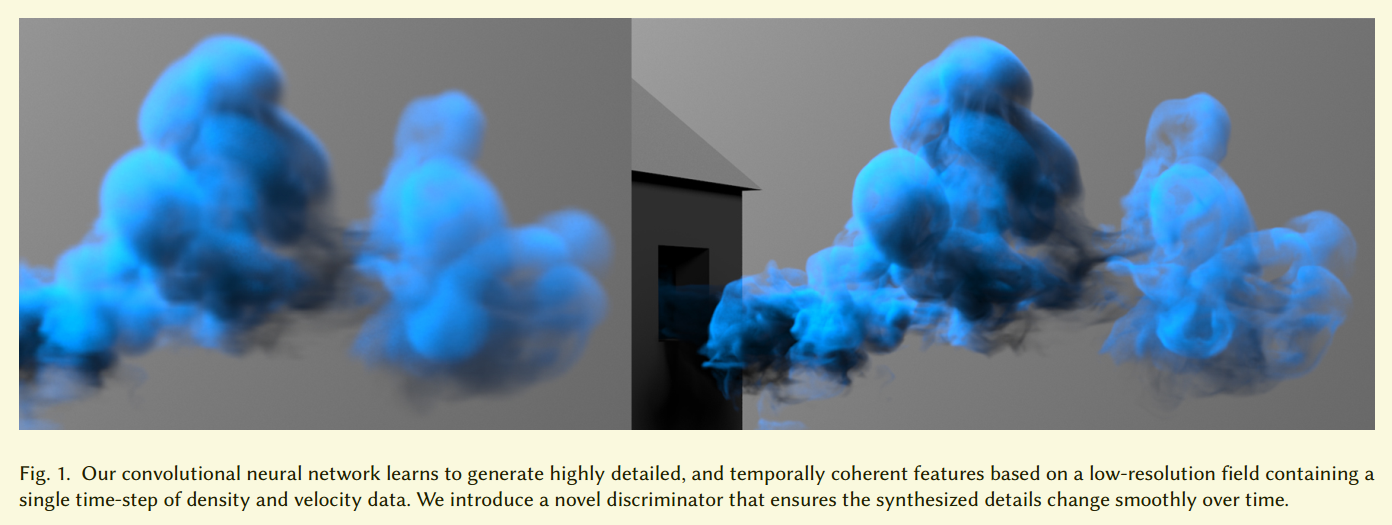 Fig. 1. Our convolutional neural network learns to generate highly detailed, and temporally coherent features based on a low-resolution field containing a
single time-step of density and velocity data. We introduce a novel discriminator that ensures the synthesized details change smoothly over time.